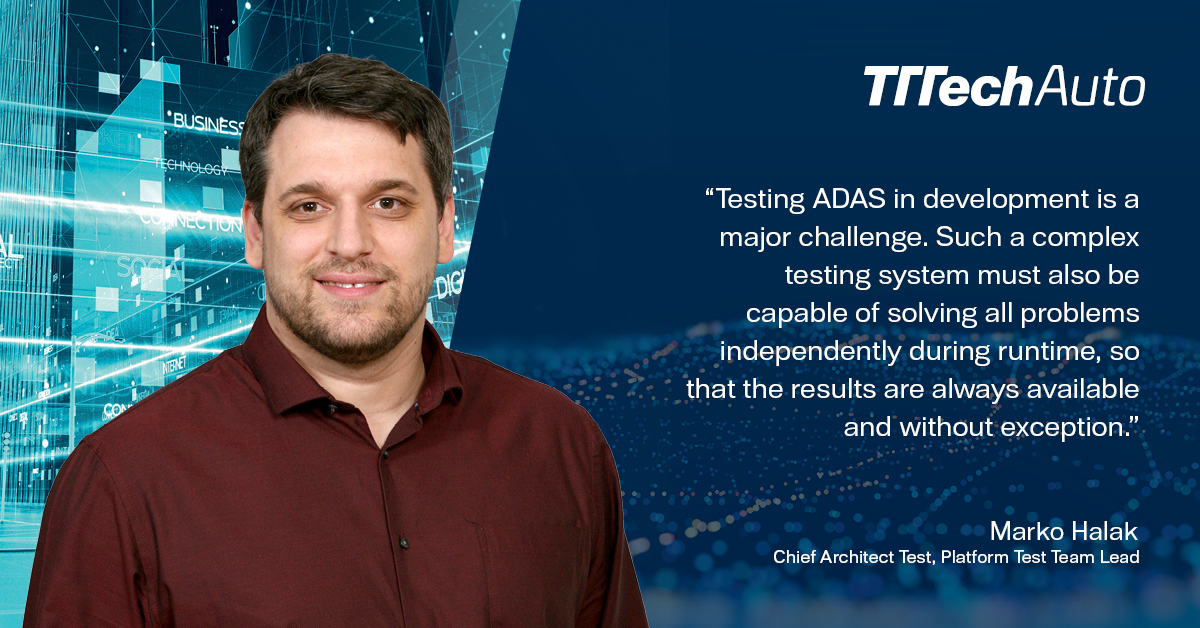 BUSINESS
TECHNOLOGY
CONNECTION
SOCIAL
INTERNET
TTTech Auto
“Testing ADAS in development is a
major challenge. Such a complex
testing system must also be
capable of solving all problems
independently during runtime, so
that the results are always available
and without exception.”
Marko Halak
Chief Architect Test, Platform Test Team Lead